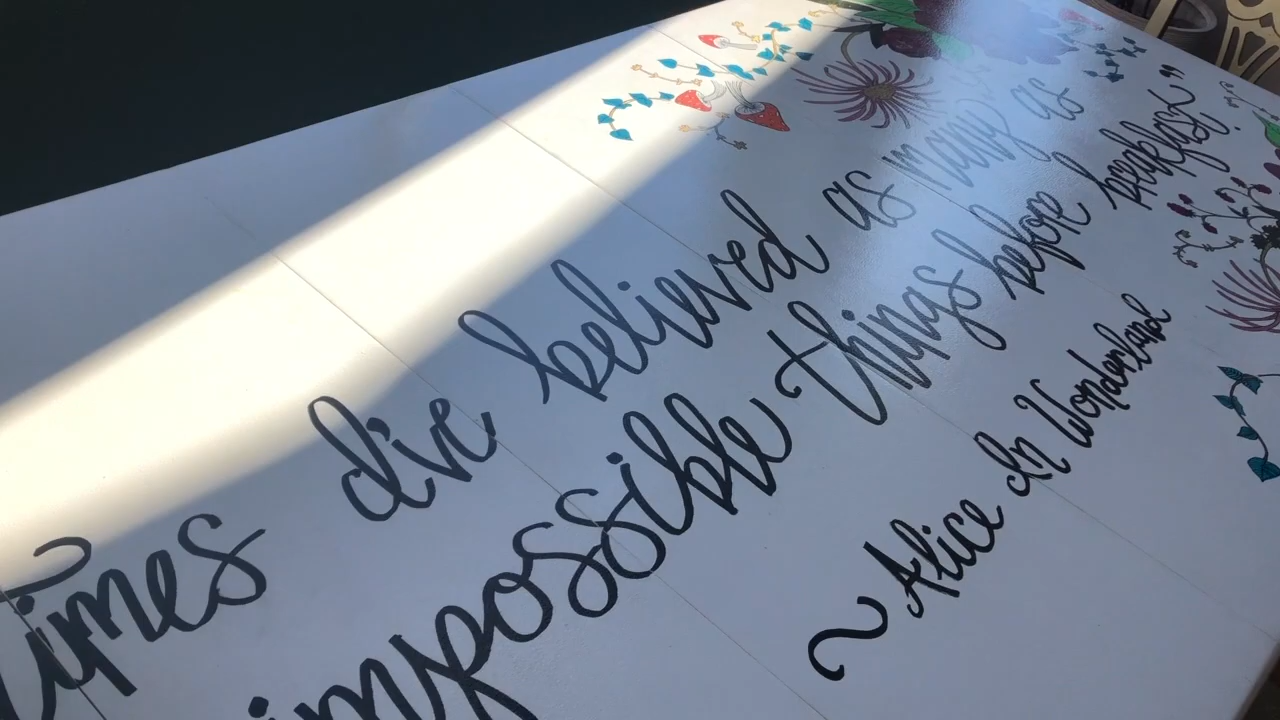 times I've believed as many as
impossible things before breakfast."
~ Alice In Wonderland